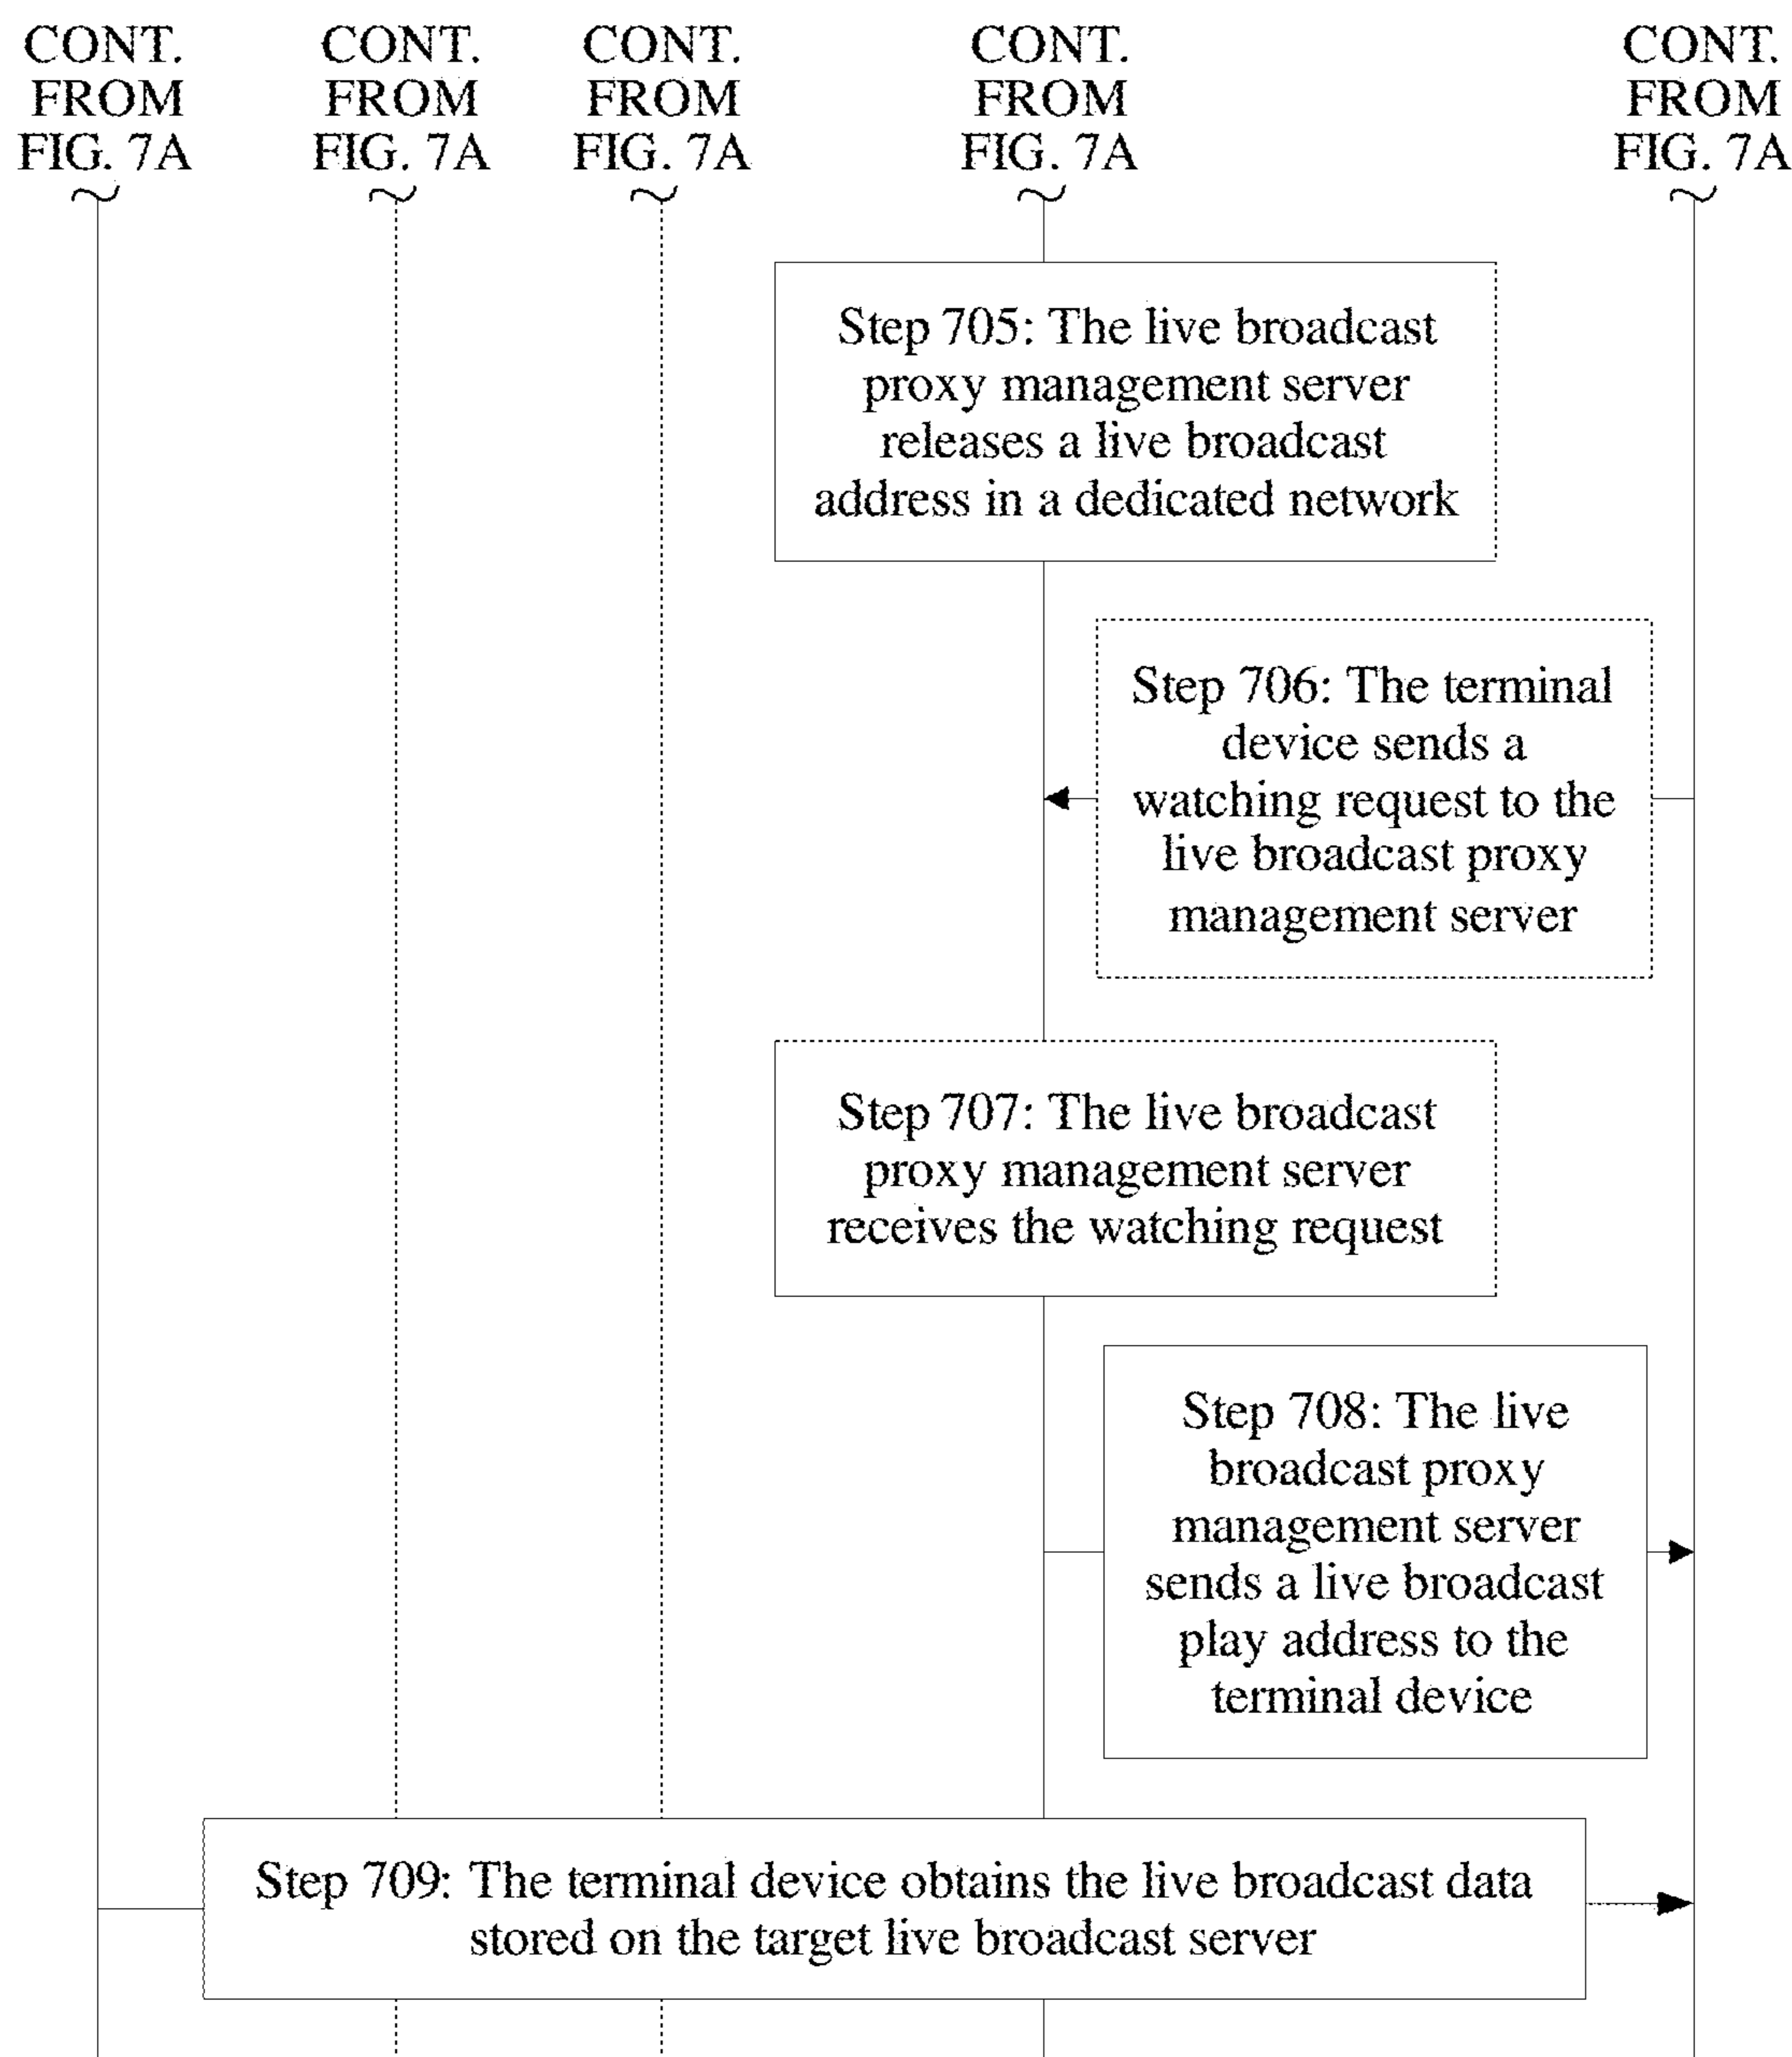 CONT.
FROM
FIG. 7A
CONT.
FROM
FIG. 7A
CONT.
FROM
FIG. 7A
CONT.
FROM
FIG. 7A
CONT.
FROM
FIG. 7A
Step 705: The live broadcast
proxy management server
releases a live broadcast
address in a dedicated network
Step 706: The terminal
device sends a
watching request to the
live broadcast proxy
management server
Step 707: The live broadcast
proxy management server
receives the watching request
Step 708: The live
broadcast proxy
management server
sends a live broadcast
play address to the
terminal device
Step 709: The terminal device obtains the live broadcast data
stored on the target live broadcast server